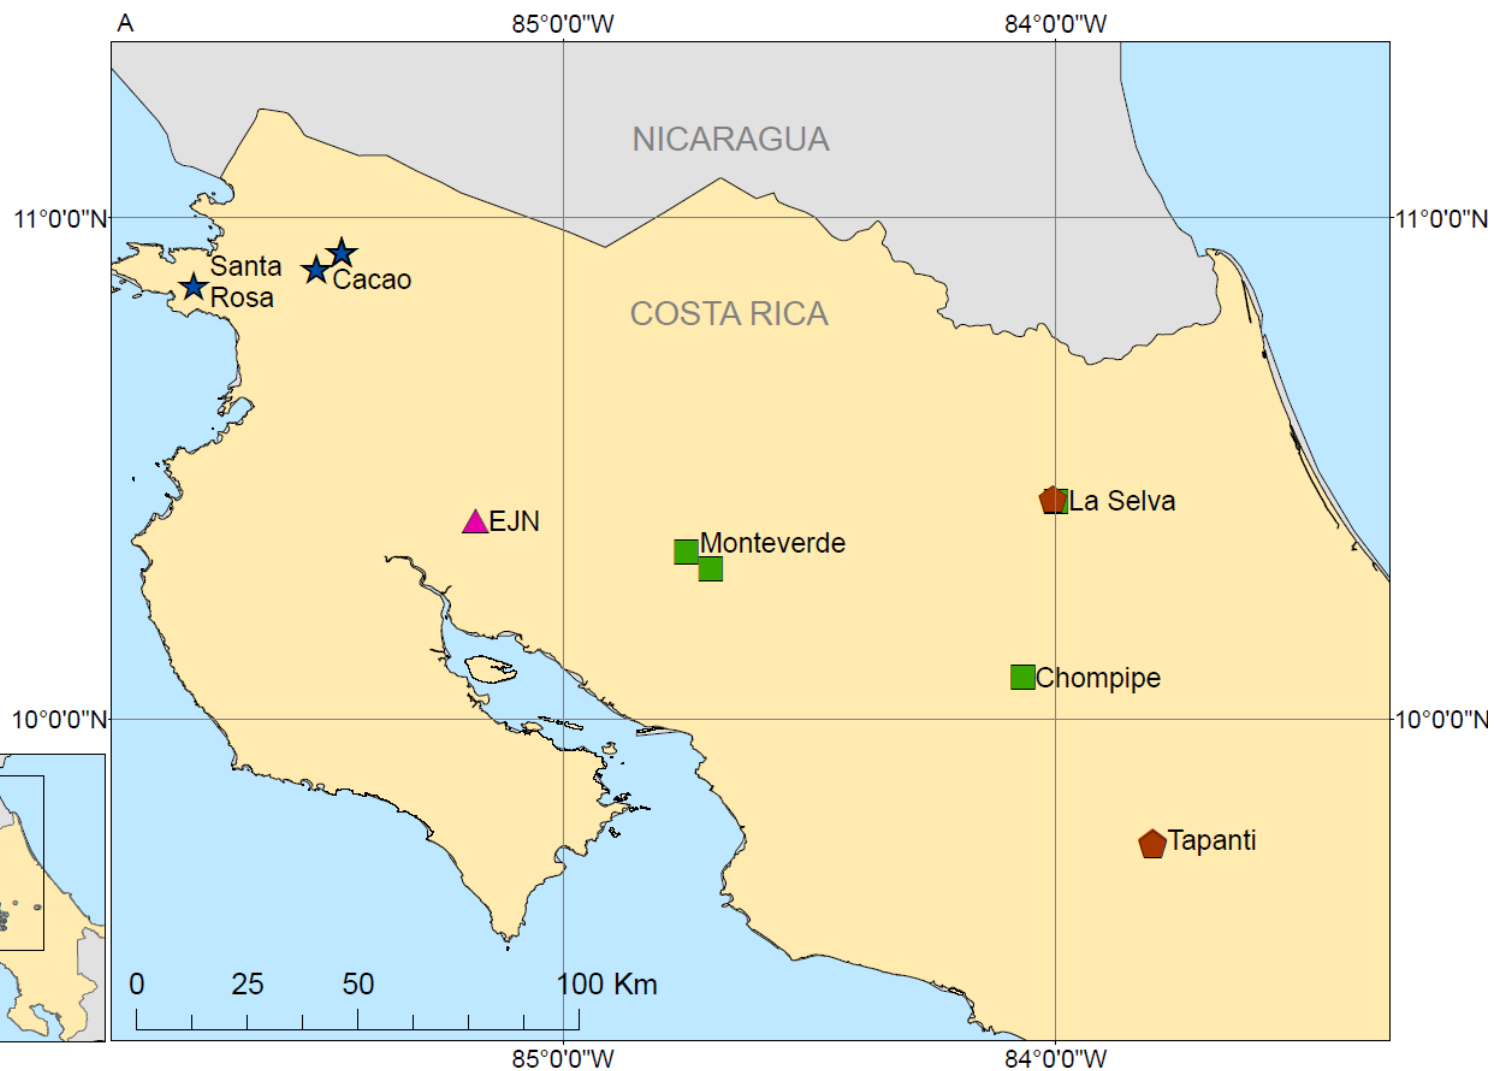 A
85°0'0"W
84°0'0"W
NICARAGUA
11°0'0"N
11°0'0"N
Santa
Rosa
Cacao
COSTA RICA
La Selva
EJN
Monteverde
Chompipe
10°0'0"N
10°0'0"N
Tapanti
0 25 50 100 Km
85°0'0"W
84°0'0"W